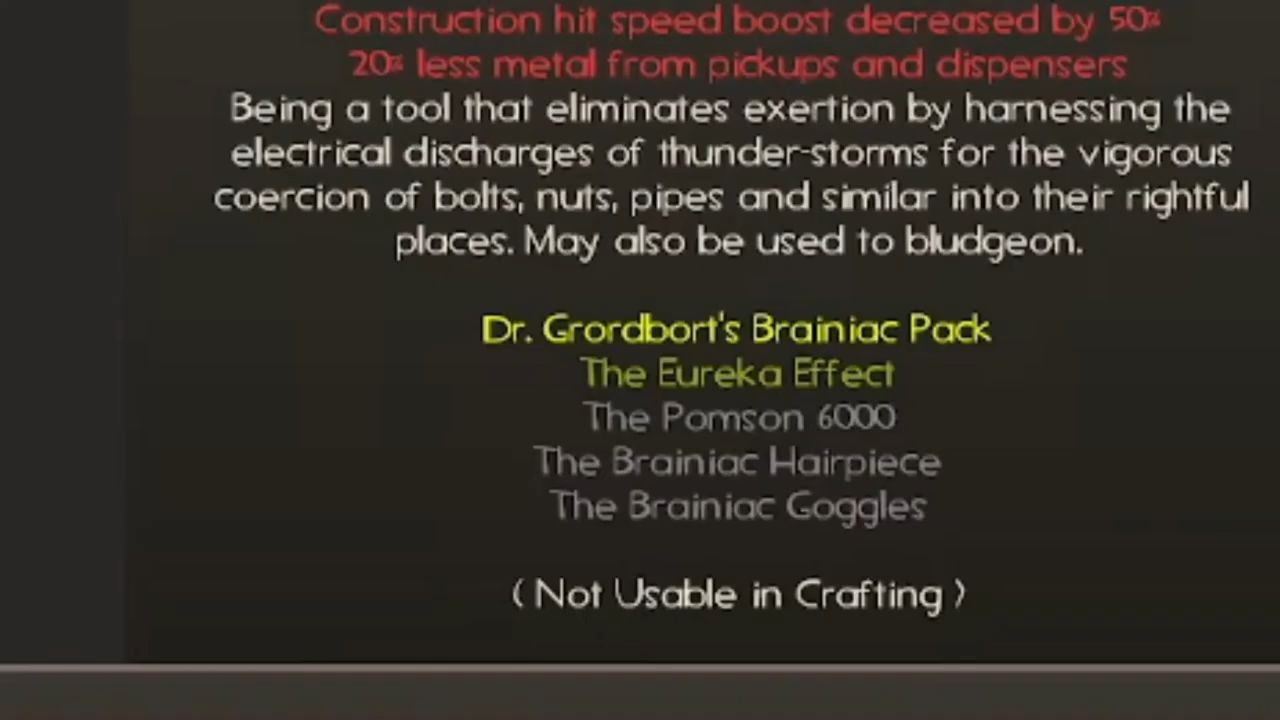 Construction hit speed boost decreased by 50%
20% less metal from pickups and dispensers
Being a tool that eliminates exertion by harnessing the
electrical discharges of thunder-storms for the vigorous
coercion of bolts, nuts, pipes and similar into their rightful
places. May also be used to bludgeon.
Dr. Grordbort's Brainiac Pack
The Eureka Effect
The Pomson 6000
The Brainiac Hairpiece
The Brainiac Goggles
( Not Usable in Crafting )